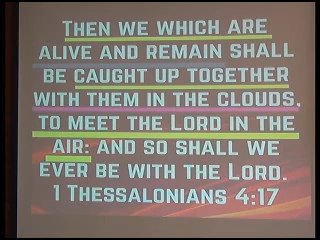 Then we which are
alive and remain shall
be caught up together
with them in the clouds,
to meet the Lord in the
air: and so shall we
ever be with the Lord.
1 Thessalonians 4:17